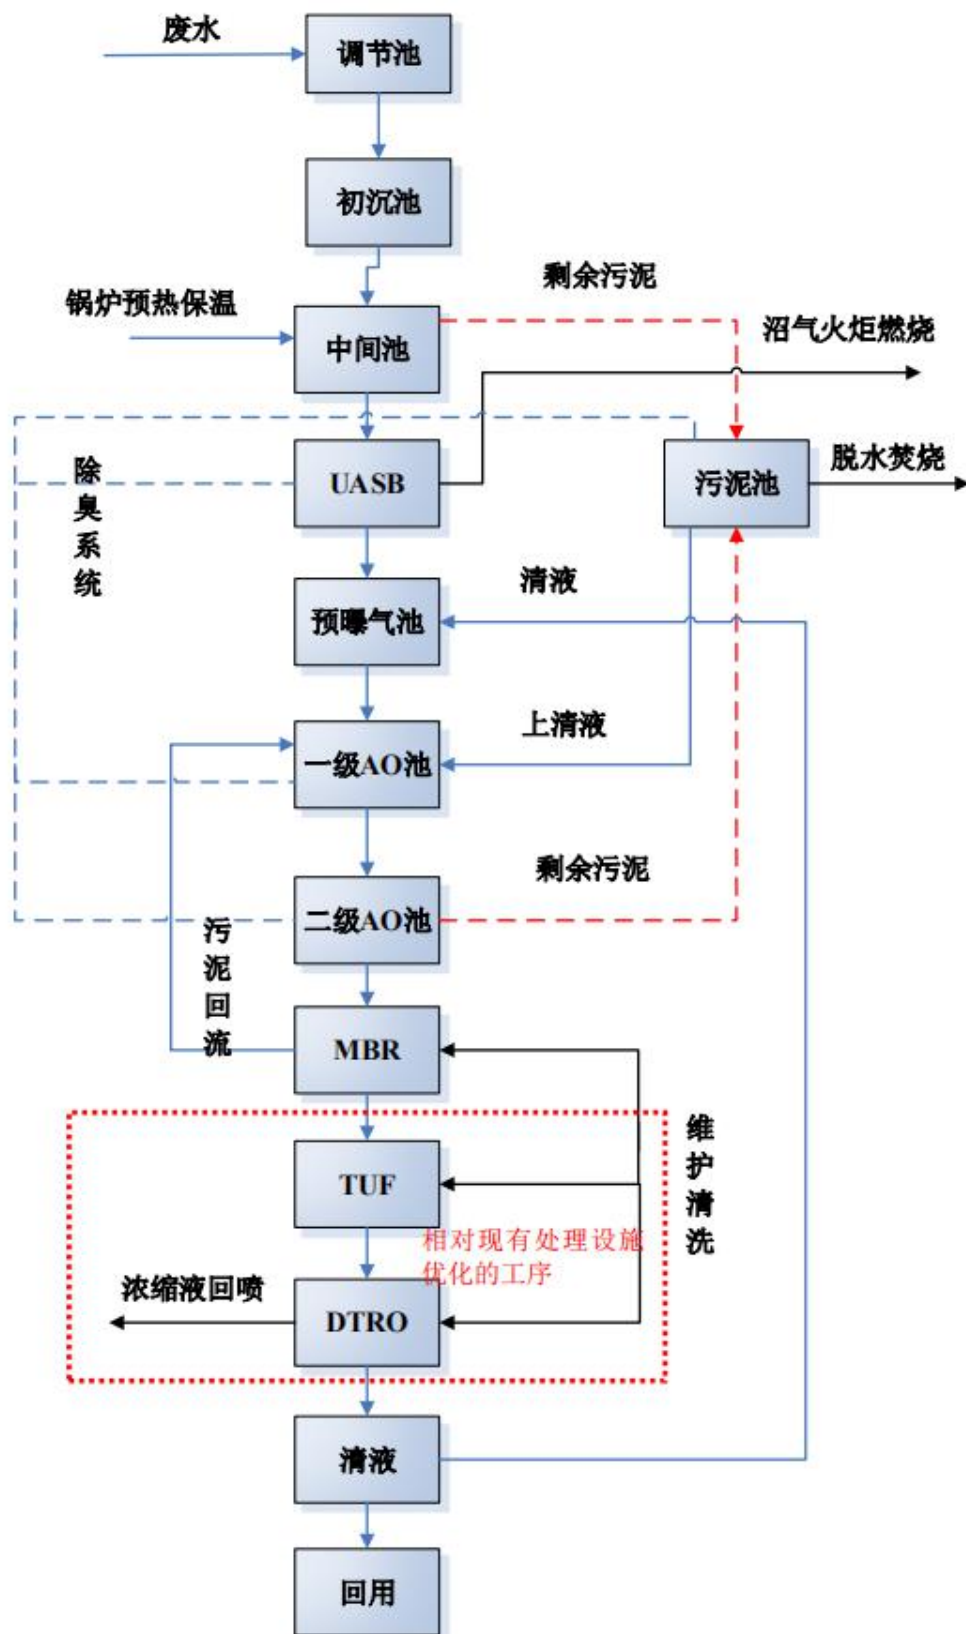 废水
调节池
初沉池
剩余污泥
锅炉预热保温
中间池
沼气火炬燃烧
除臭系统
UASB
污泥池
脱水焚烧
清液
预曝气池
上清液
一级AO池
剩余污泥
二级AO池
污泥回流
MBR
维护清洗
TUF
相对现有处理设施
优化的工序
浓缩液回喷
DTRO
清液
回用